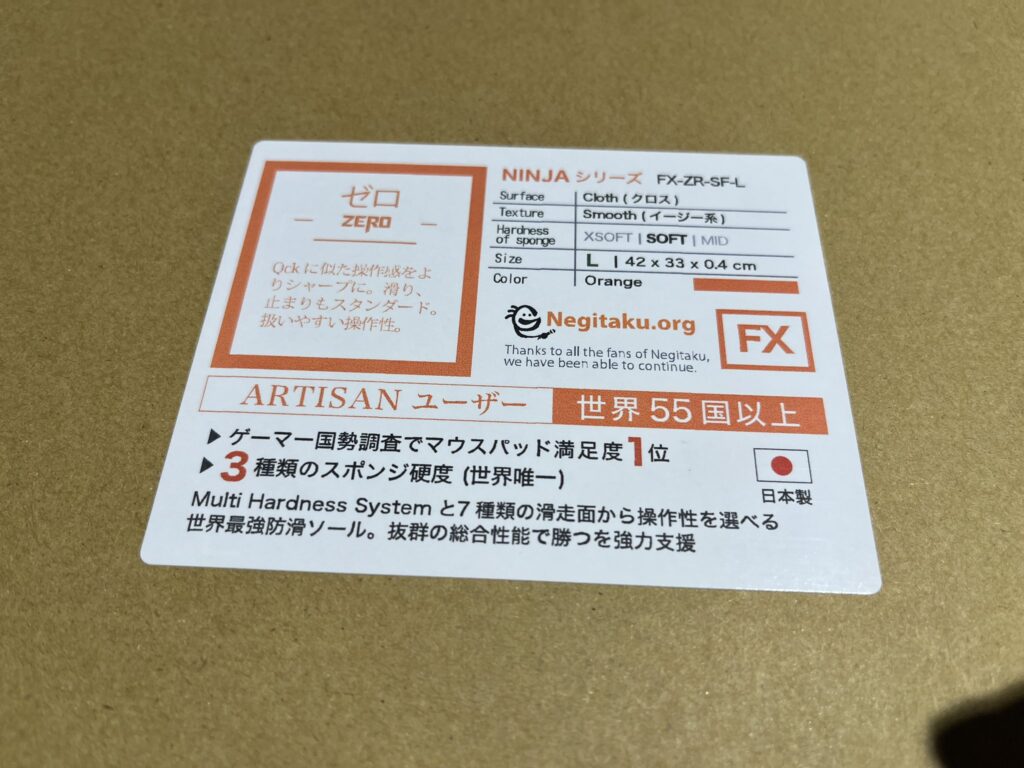 ゼロ
ZERO
Qckに似た操作感をよ
りシャープに。滑り、
止まりもスタンダード。
扱いやすい操作性。
NINJA シリーズ FX-ZR-SF-L
Surface Cloth (クロス)
Texture Smooth (イージー系)
Hardness of sponge XSOFT | SOFT | MID
Size L | 42 x 33 x 0.4 cm
Color Orange
Negitaku.org
Thanks to all the fans of Negitaku,
we have been able to continue.
FX
ARTISAN ユーザー 世界 55 国以上
▶ ゲーマー国勢調査でマウスパッド満足度1位
▶ 3種類のスポンジ硬度 (世界唯一)
日本製
Multi Hardness System と7種類の滑走面から操作性を選べる
世界最強防滑ソール。抜群の総合性能で勝つを強力支援